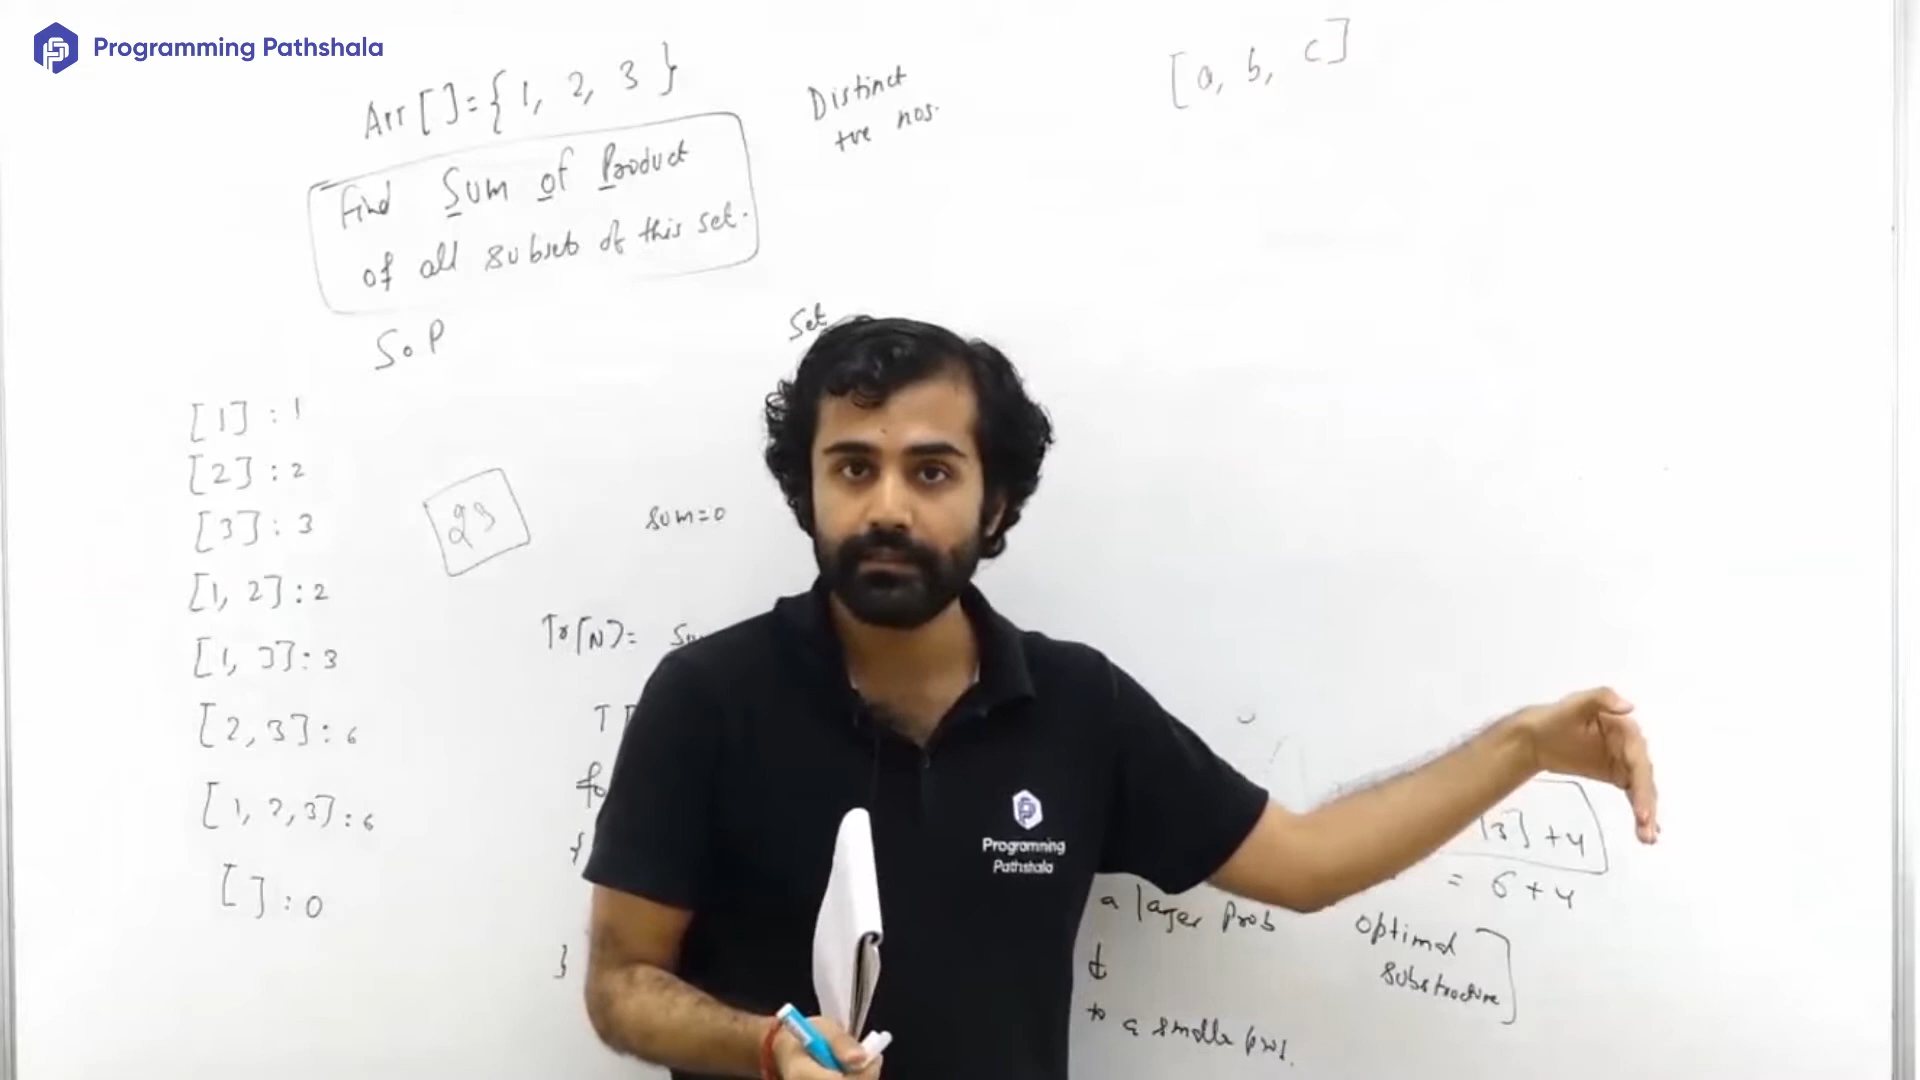 Programming Pathshala
Arr[]={1, 2, 3}
Find Sum of Product
of all subsets of this set.
SoP
Distinct
+ve nos.
[a, b, c]
Set
[1] : 1
[2] : 2
[3] : 3
[1, 2] : 2
[1, 3] : 3
[2, 3] : 6
[1, 2, 3] : 6
[ ] : 0
23
sum=0
{
}
[3] + 4
= 6 + 4
a larger prob
to a smaller prob.
optimal
substructure
Programming
Pathshala